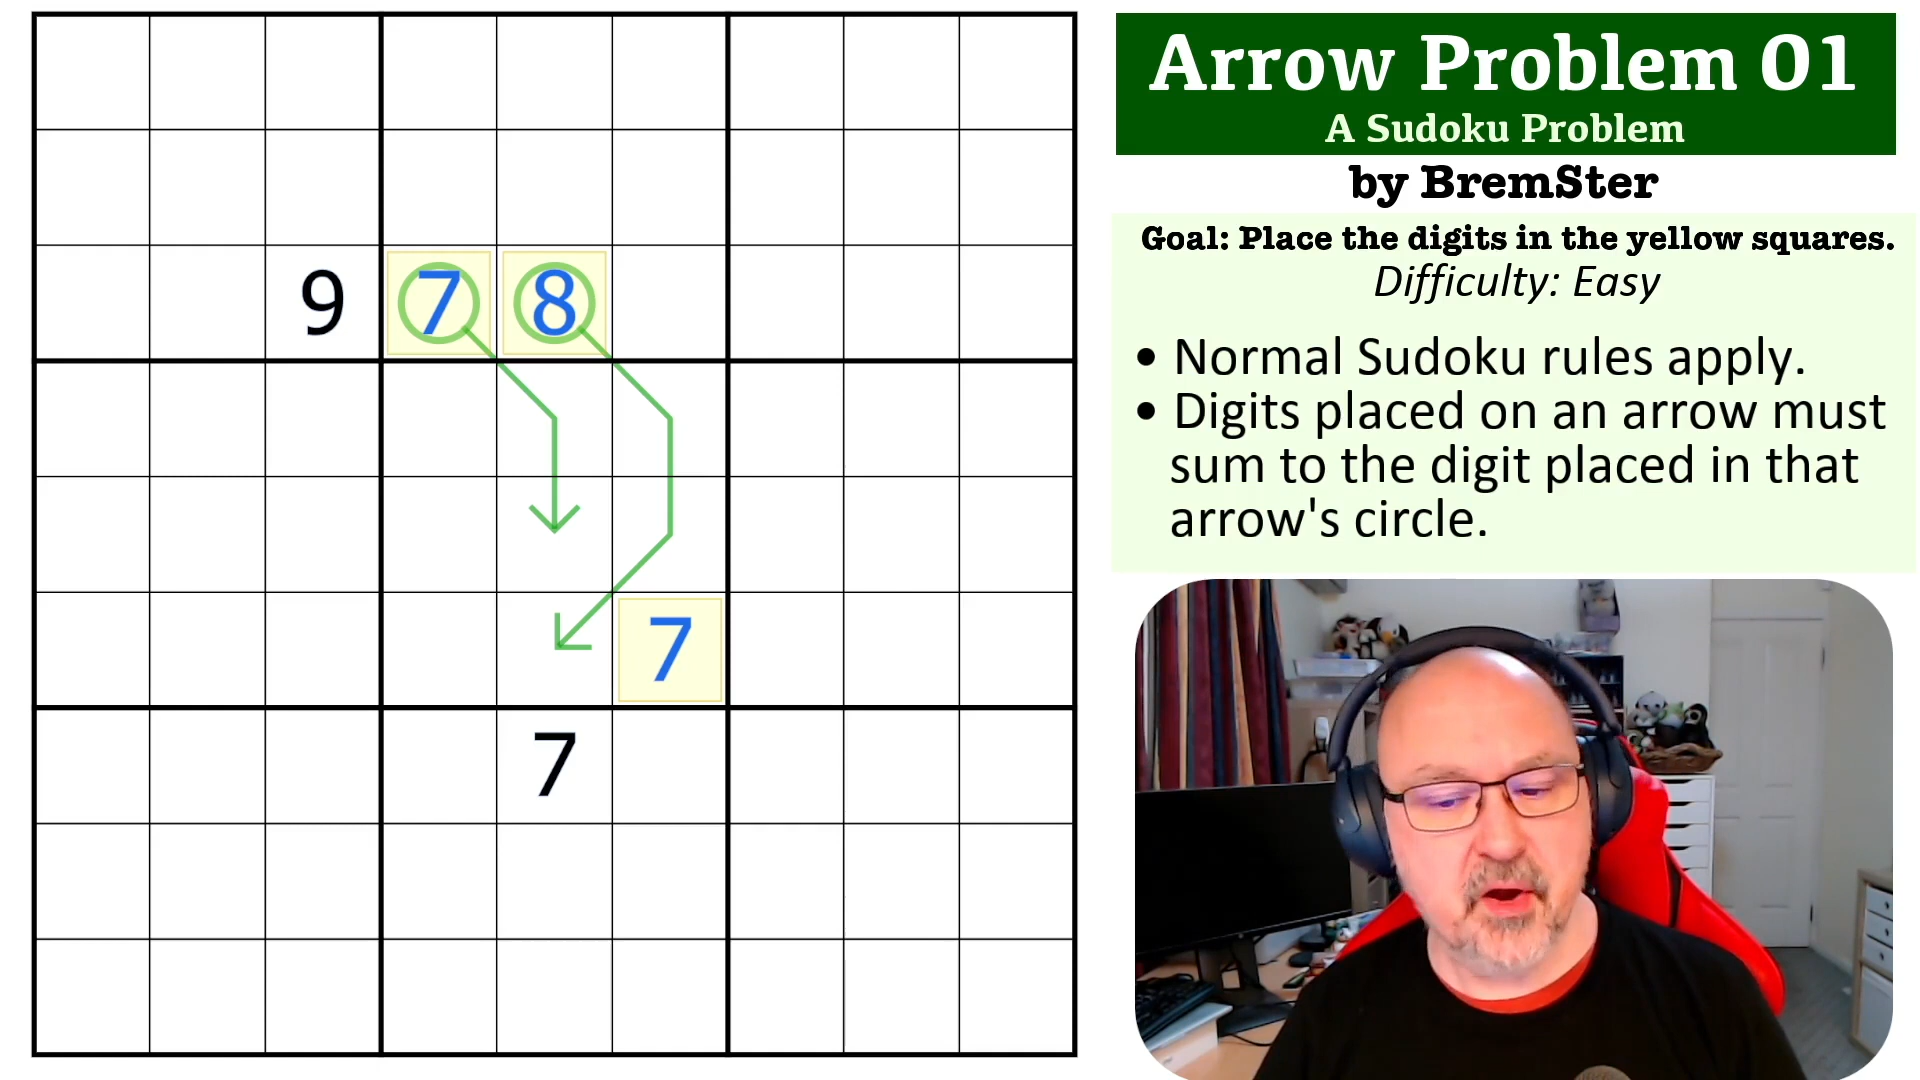 Arrow Problem 01
A Sudoku Problem
by BremSter
Goal: Place the digits in the yellow squares.
Difficulty: Easy
• Normal Sudoku rules apply.
• Digits placed on an arrow must
sum to the digit placed in that
arrow's circle.
9 7 8
7
7